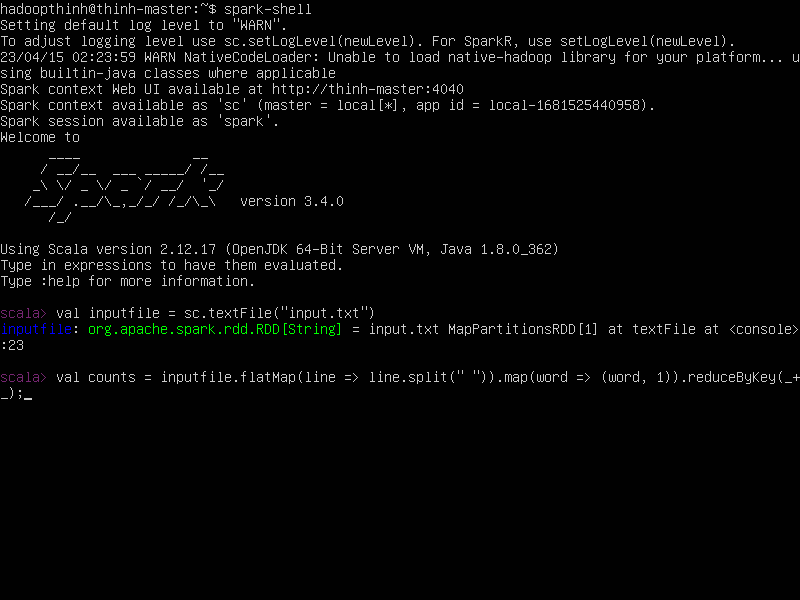 hadoopthinh@thinh-master:~$ spark-shell
Setting default log level to "WARN".
To adjust logging level use sc.setLogLevel(newLevel). For SparkR, use setLogLevel(newLevel).
23/04/15 02:23:59 WARN NativeCodeLoader: Unable to load native-hadoop library for your platform... u
sing builtin-java classes where applicable
Spark context Web UI available at http://thinh-master:4040
Spark context available as 'sc' (master = local[*], app id = local-1681525440958).
Spark session available as 'spark'.
Welcome to
      ____              __
     / __/__  ___ _____/ /__
    _\ \/ _ \/ _ `/ __/  '_/
   /___/ .__/\_,_/_/ /_/\_\   version 3.4.0
      /_/
Using Scala version 2.12.17 (OpenJDK 64-Bit Server VM, Java 1.8.0_362)
Type in expressions to have them evaluated.
Type :help for more information.
scala> val inputfile = sc.textFile("input.txt")
inputfile: org.apache.spark.rdd.RDD[String] = input.txt MapPartitionsRDD[1] at textFile at <console>
:23
scala> val counts = inputfile.flatMap(line => line.split(" ")).map(word => (word, 1)).reduceByKey(_+
_);_